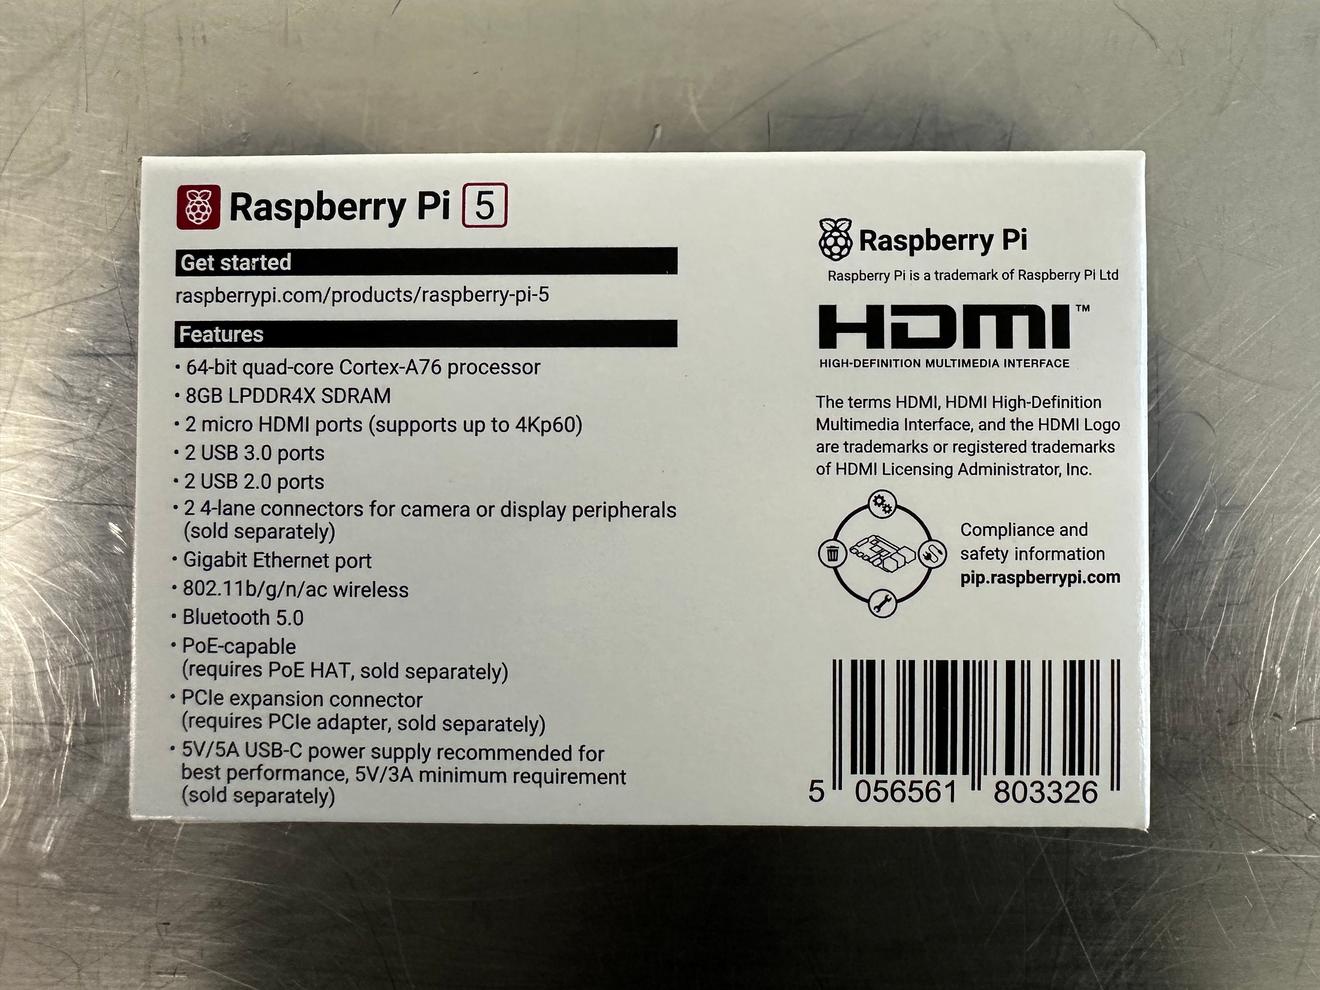 Raspberry Pi 5
Get started
raspberrypi.com/products/raspberry-pi-5
Features
• 64-bit quad-core Cortex-A76 processor
• 8GB LPDDR4X SDRAM
• 2 micro HDMI ports (supports up to 4Kp60)
• 2 USB 3.0 ports
• 2 USB 2.0 ports
• 2 4-lane connectors for camera or display peripherals
(sold separately)
• Gigabit Ethernet port
• 802.11b/g/n/ac wireless
• Bluetooth 5.0
• PoE-capable
(requires PoE HAT, sold separately)
• PCIe expansion connector
(requires PCIe adapter, sold separately)
• 5V/5A USB-C power supply recommended for
best performance, 5V/3A minimum requirement
(sold separately)
Raspberry Pi
Raspberry Pi is a trademark of Raspberry Pi Ltd
HDMI™
HIGH-DEFINITION MULTIMEDIA INTERFACE
The terms HDMI, HDMI High-Definition
Multimedia Interface, and the HDMI Logo
are trademarks or registered trademarks
of HDMI Licensing Administrator, Inc.
Compliance and
safety information
pip.raspberrypi.com
5 056561 803326